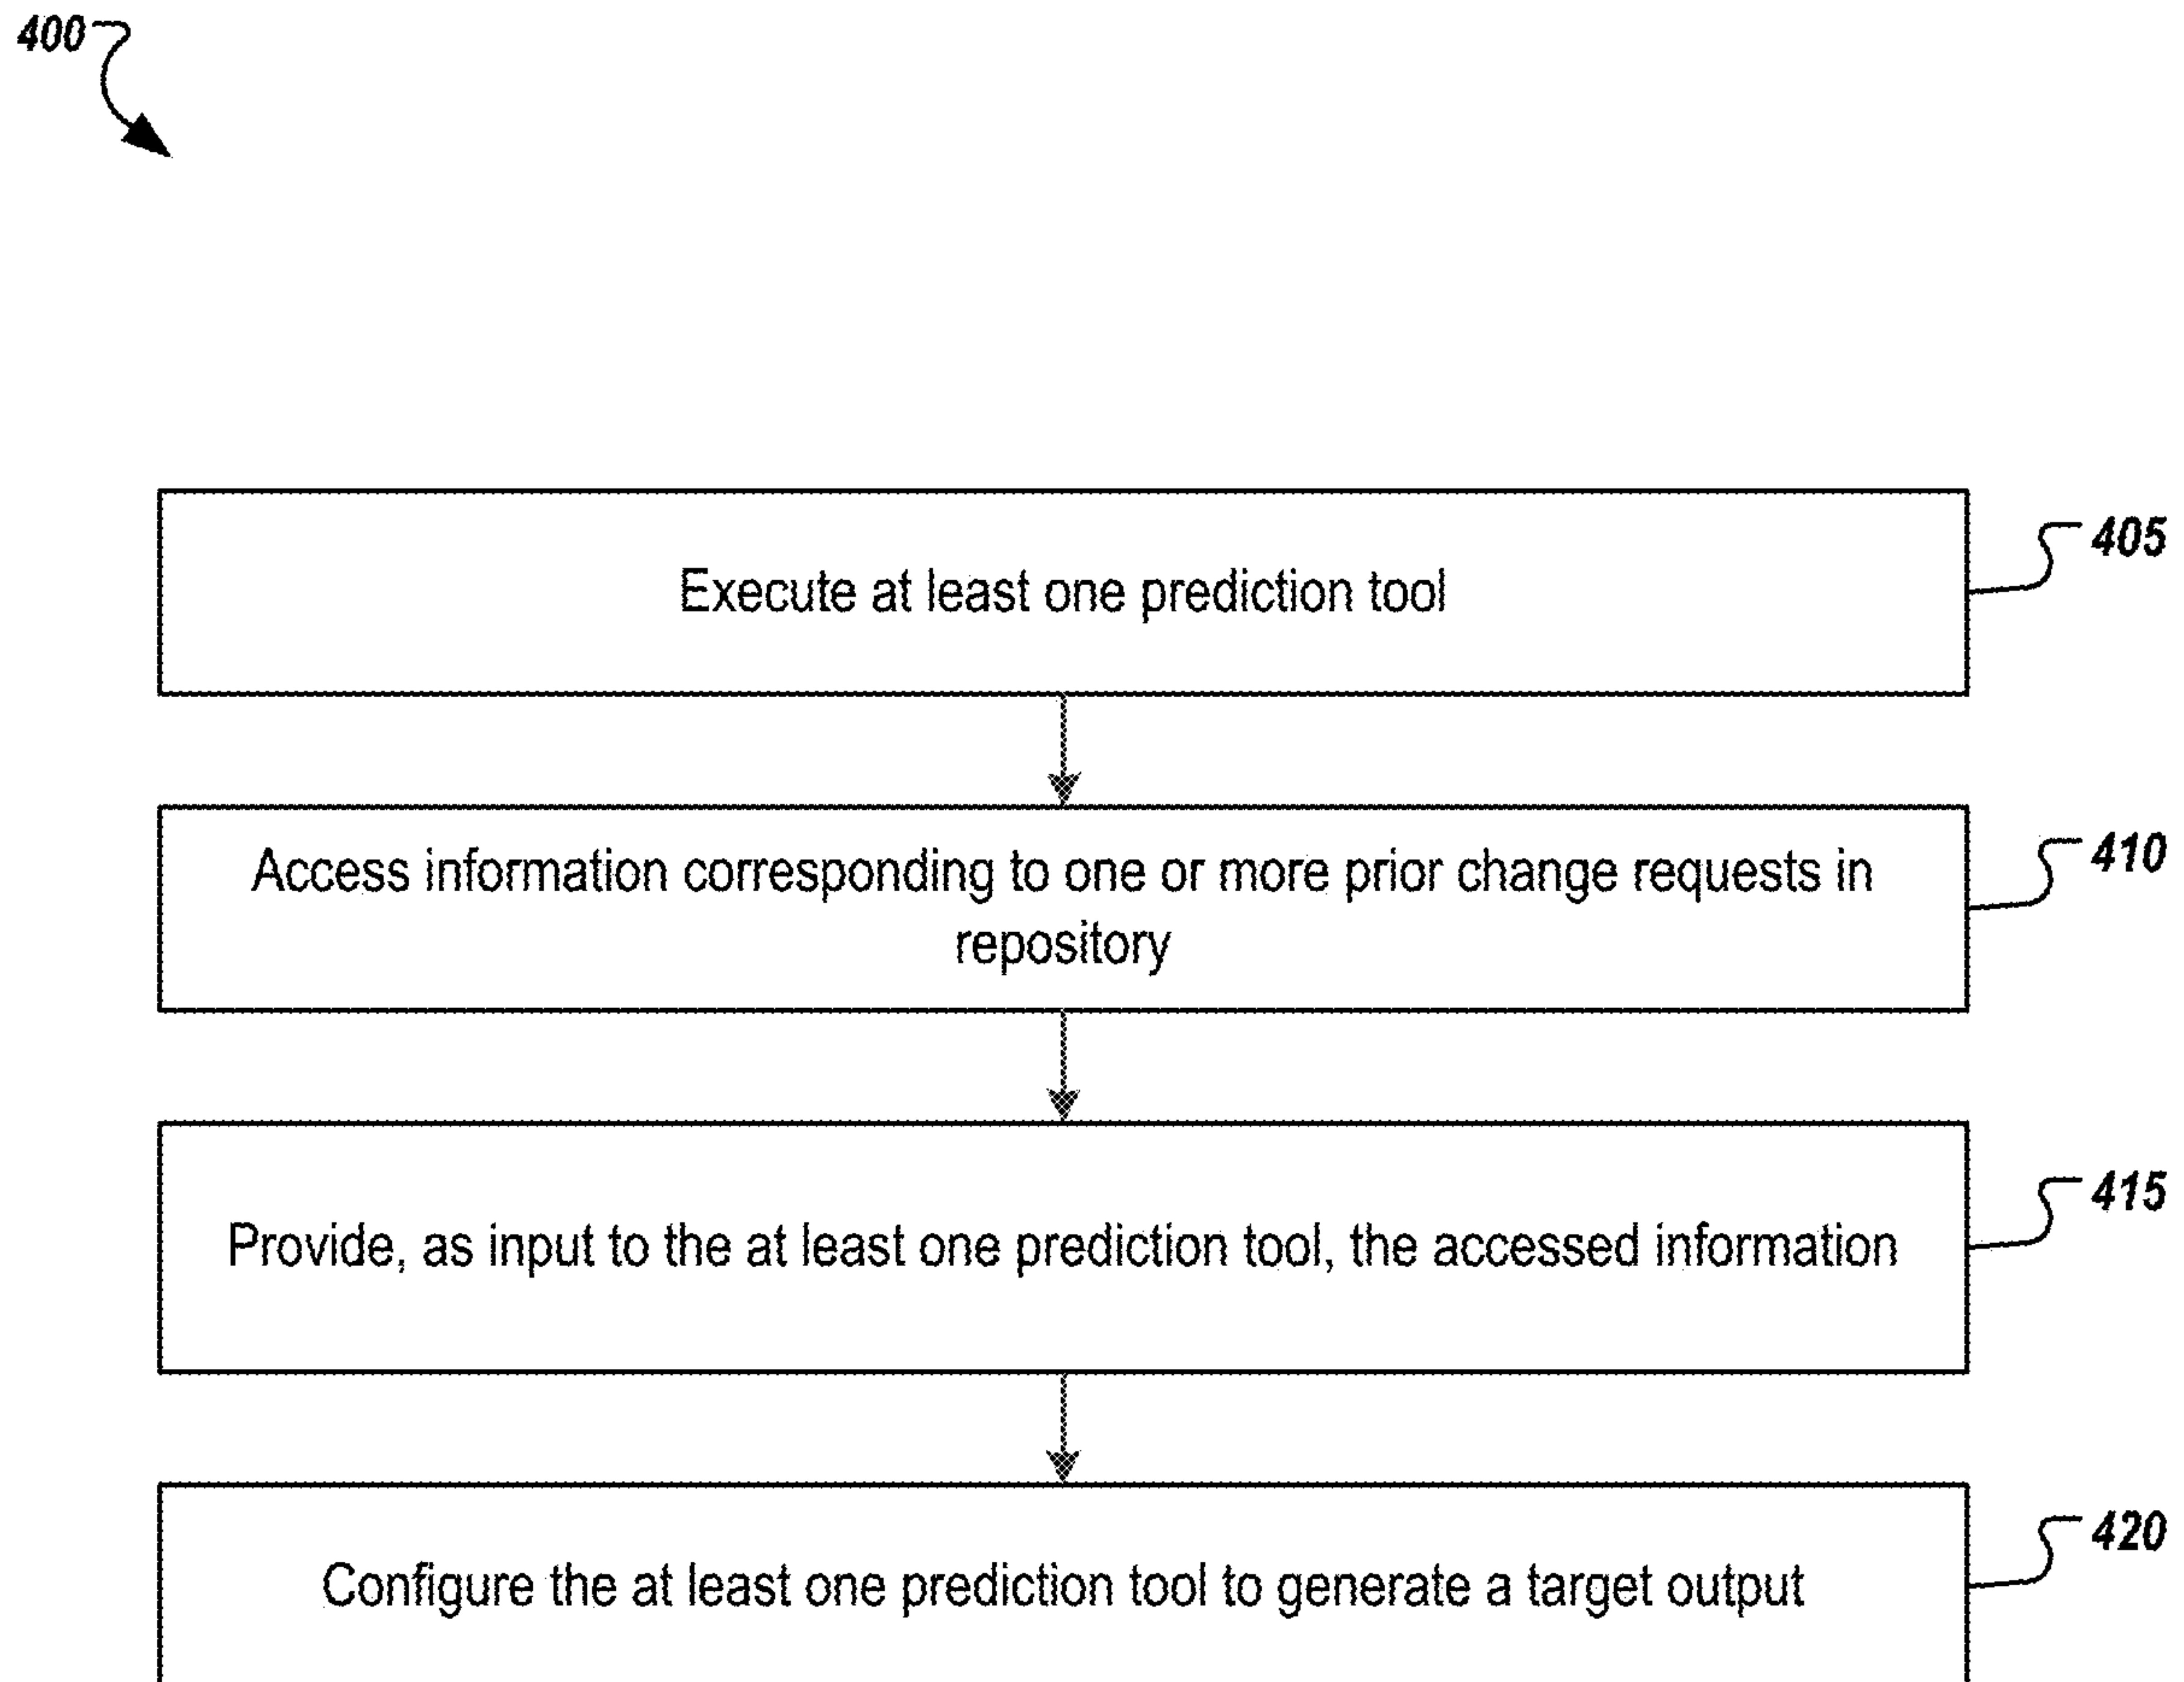 400
Execute at least one prediction tool
405
Access information corresponding to one or more prior change requests in
repository
410
Provide, as input to the at least one prediction tool, the accessed information
415
Configure the at least one prediction tool to generate a target output
420